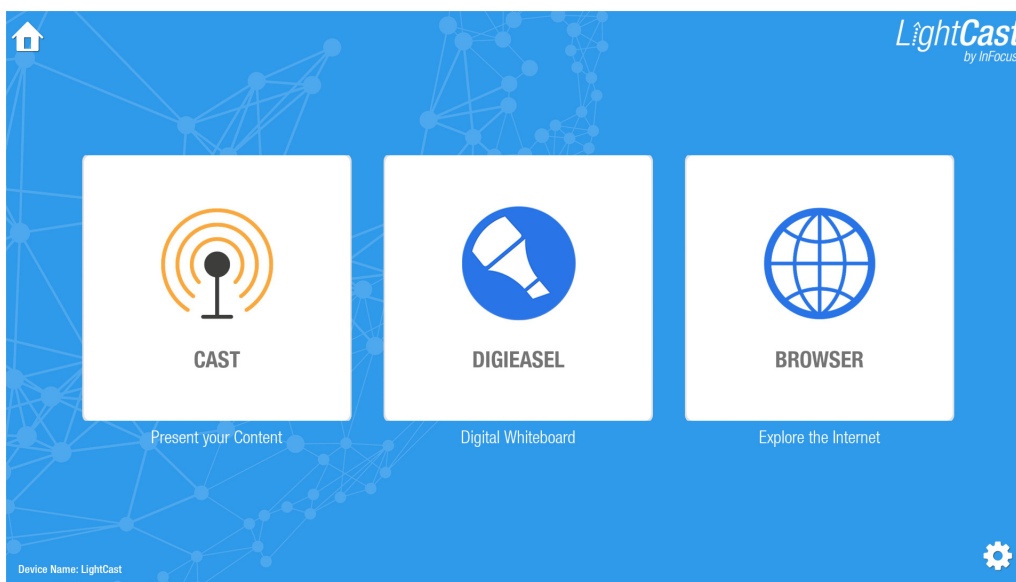 LightCast
by InFocus
CAST
DIGIEASEL
BROWSER
Present your Content
Digital Whiteboard
Explore the Internet
Device Name: LightCast